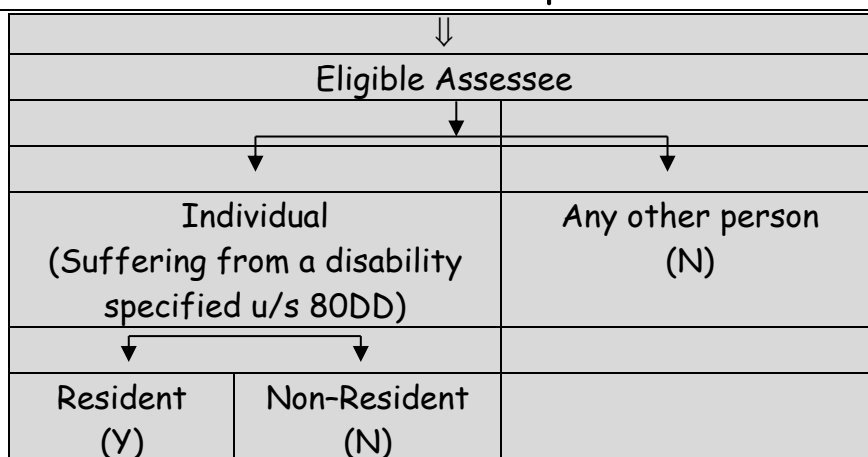 ⇓
Eligible Assessee
Individual
(Suffering from a disability
specified u/s 80DD)
Any other person
(N)
Resident
(Y)
Non-Resident
(N)